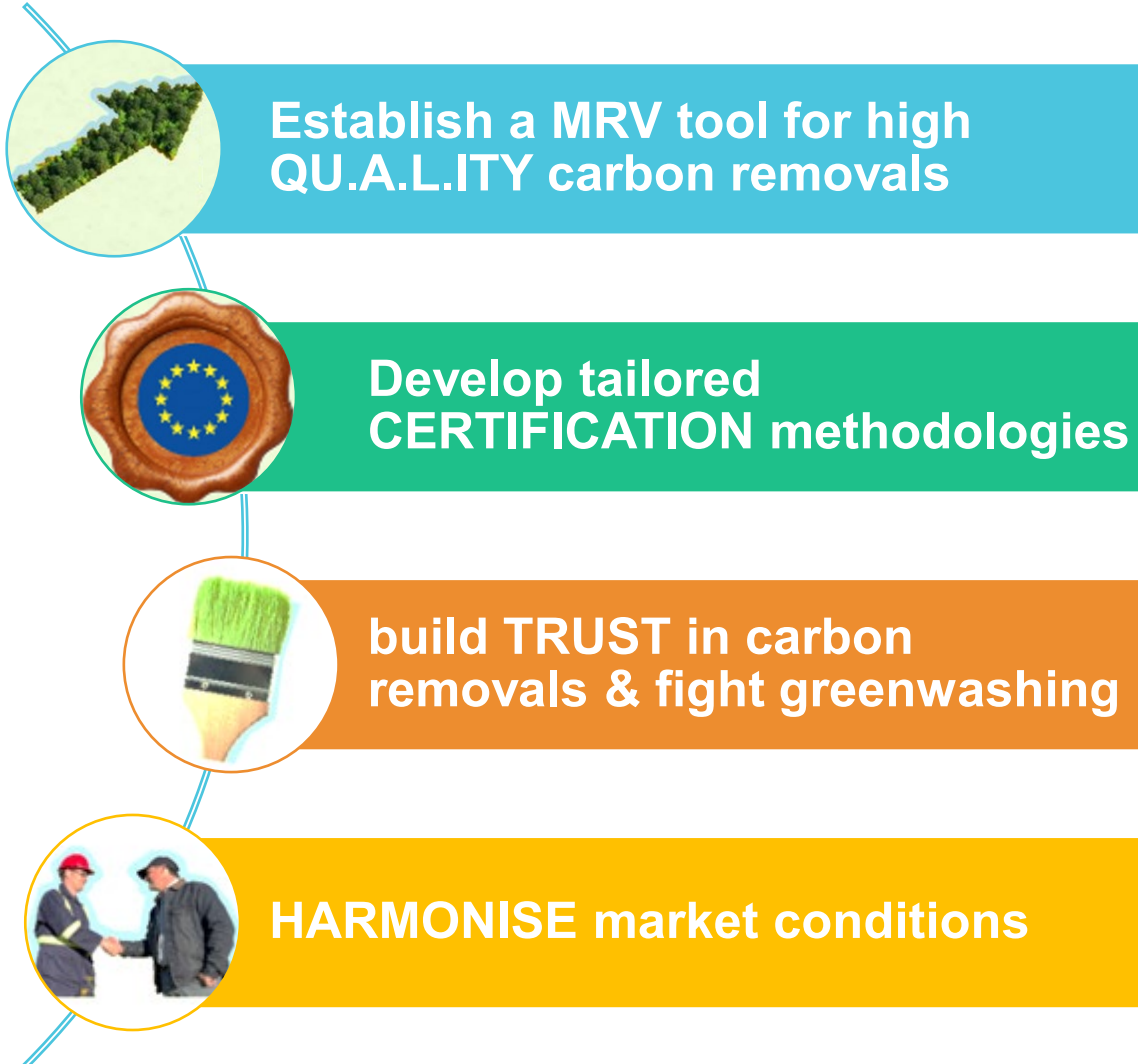 Establish a MRV tool for high
QU.A.L.ITY carbon removals
Develop tailored
CERTIFICATION methodologies
build TRUST in carbon
removals & fight greenwashing
HARMONISE market conditions